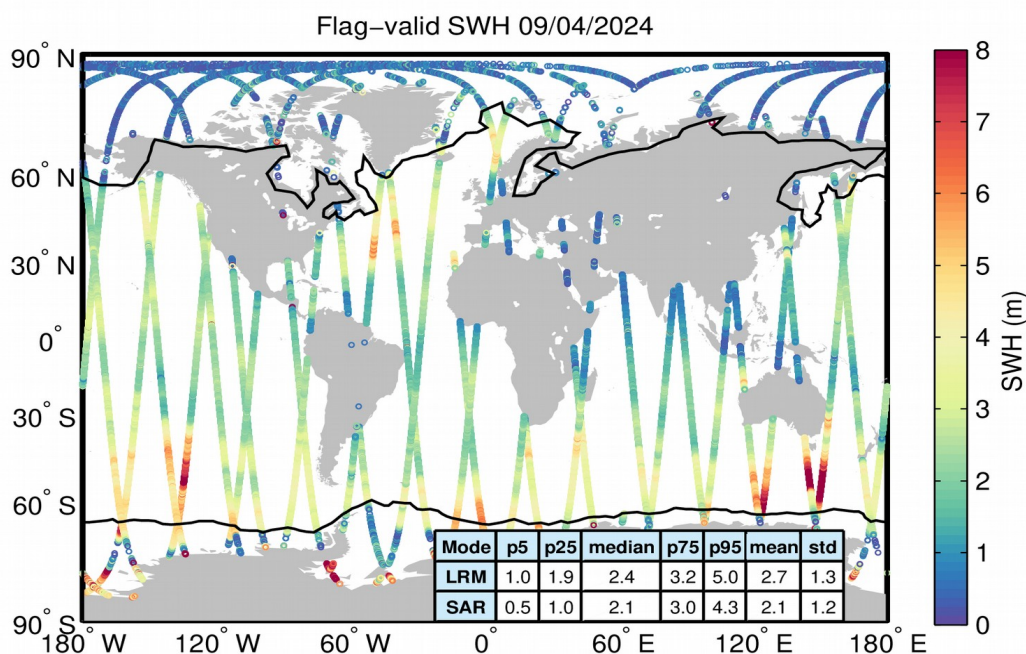 Flag−valid SWH 09/04/2024
90° N
60° N
30° N
0°
30° S
60° S
90° S
180° W
120° W
60° W
0°
60° E
120° E
180° E
8
7
6
5
4
3
2
1
0
SWH (m)
Mode p5 p25 median p75 p95 mean std
LRM 1.0 1.9 2.4 3.2 5.0 2.7 1.3
SAR 0.5 1.0 2.1 3.0 4.3 2.1 1.2